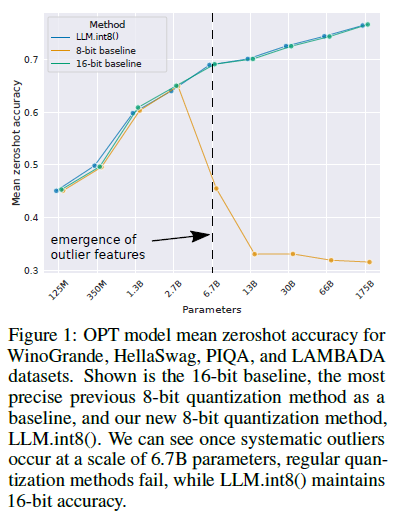 Method
LLM.int8()
8-bit baseline
16-bit baseline
Mean zeroshot accuracy
0.7
0.6
0.5
0.4
0.3
emergence of
outlier features
125M
350M
1.3B
2.7B
6.7B
13B
30B
66B
175B
Parameters
Figure 1: OPT model mean zeroshot accuracy for
WinoGrande, HellaSwag, PIQA, and LAMBADA
datasets. Shown is the 16-bit baseline, the most
precise previous 8-bit quantization method as a
baseline, and our new 8-bit quantization method,
LLM.int8(). We can see once systematic outliers
occur at a scale of 6.7B parameters, regular quan-
tization methods fail, while LLM.int8() maintains
16-bit accuracy.